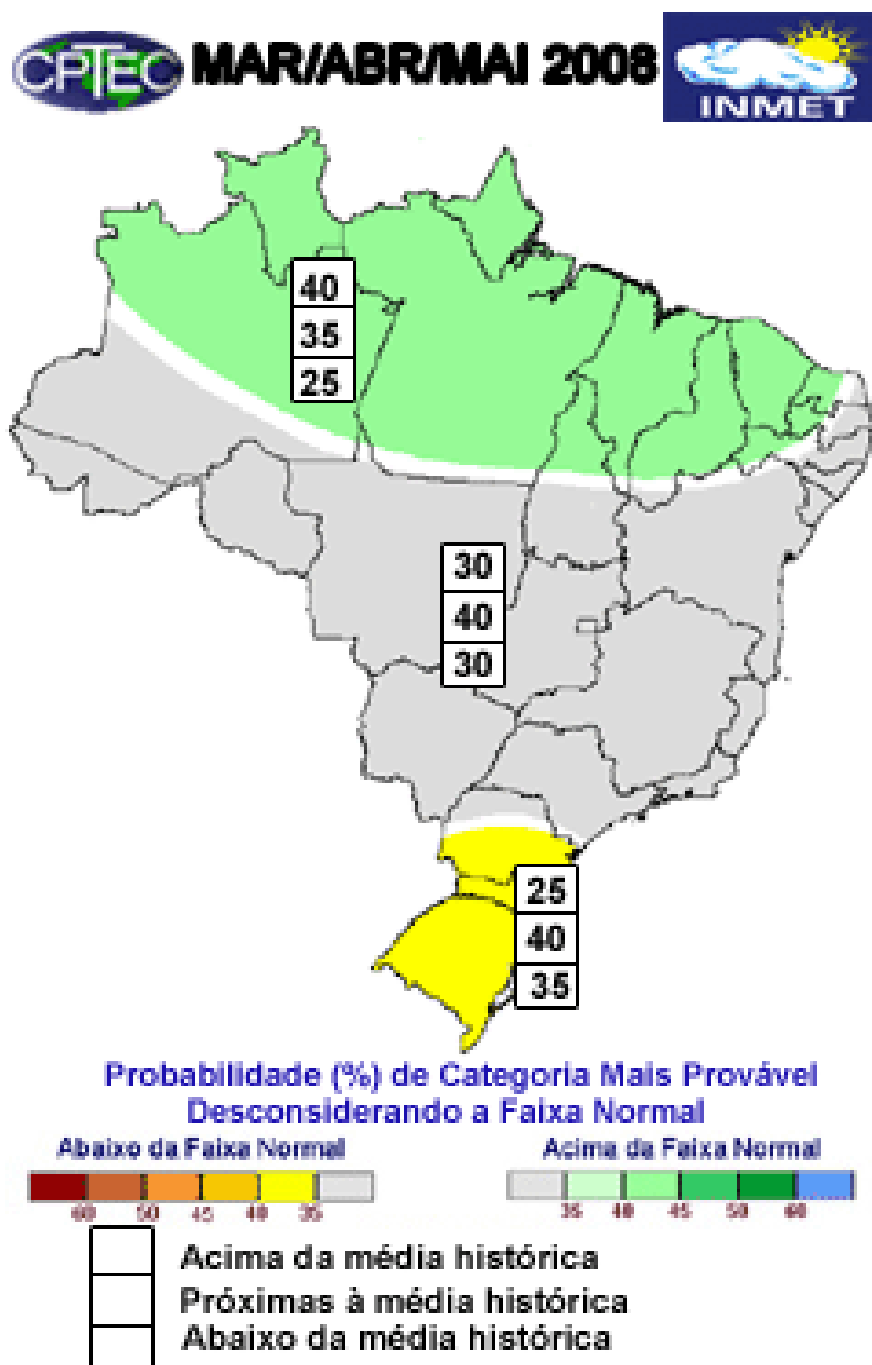 CPTEC MAR/ABR/MAI 2008 INMET
40
35
25
30
40
30
25
40
35
Probabilidade (%) de Categoria Mais Provável
Desconsiderando a Faixa Normal
Abaixo da Faixa Normal Acima da Faixa Normal
60 50 45 40 35 35 40 45 50 60
Acima da média histórica
Próximas à média histórica
Abaixo da média histórica